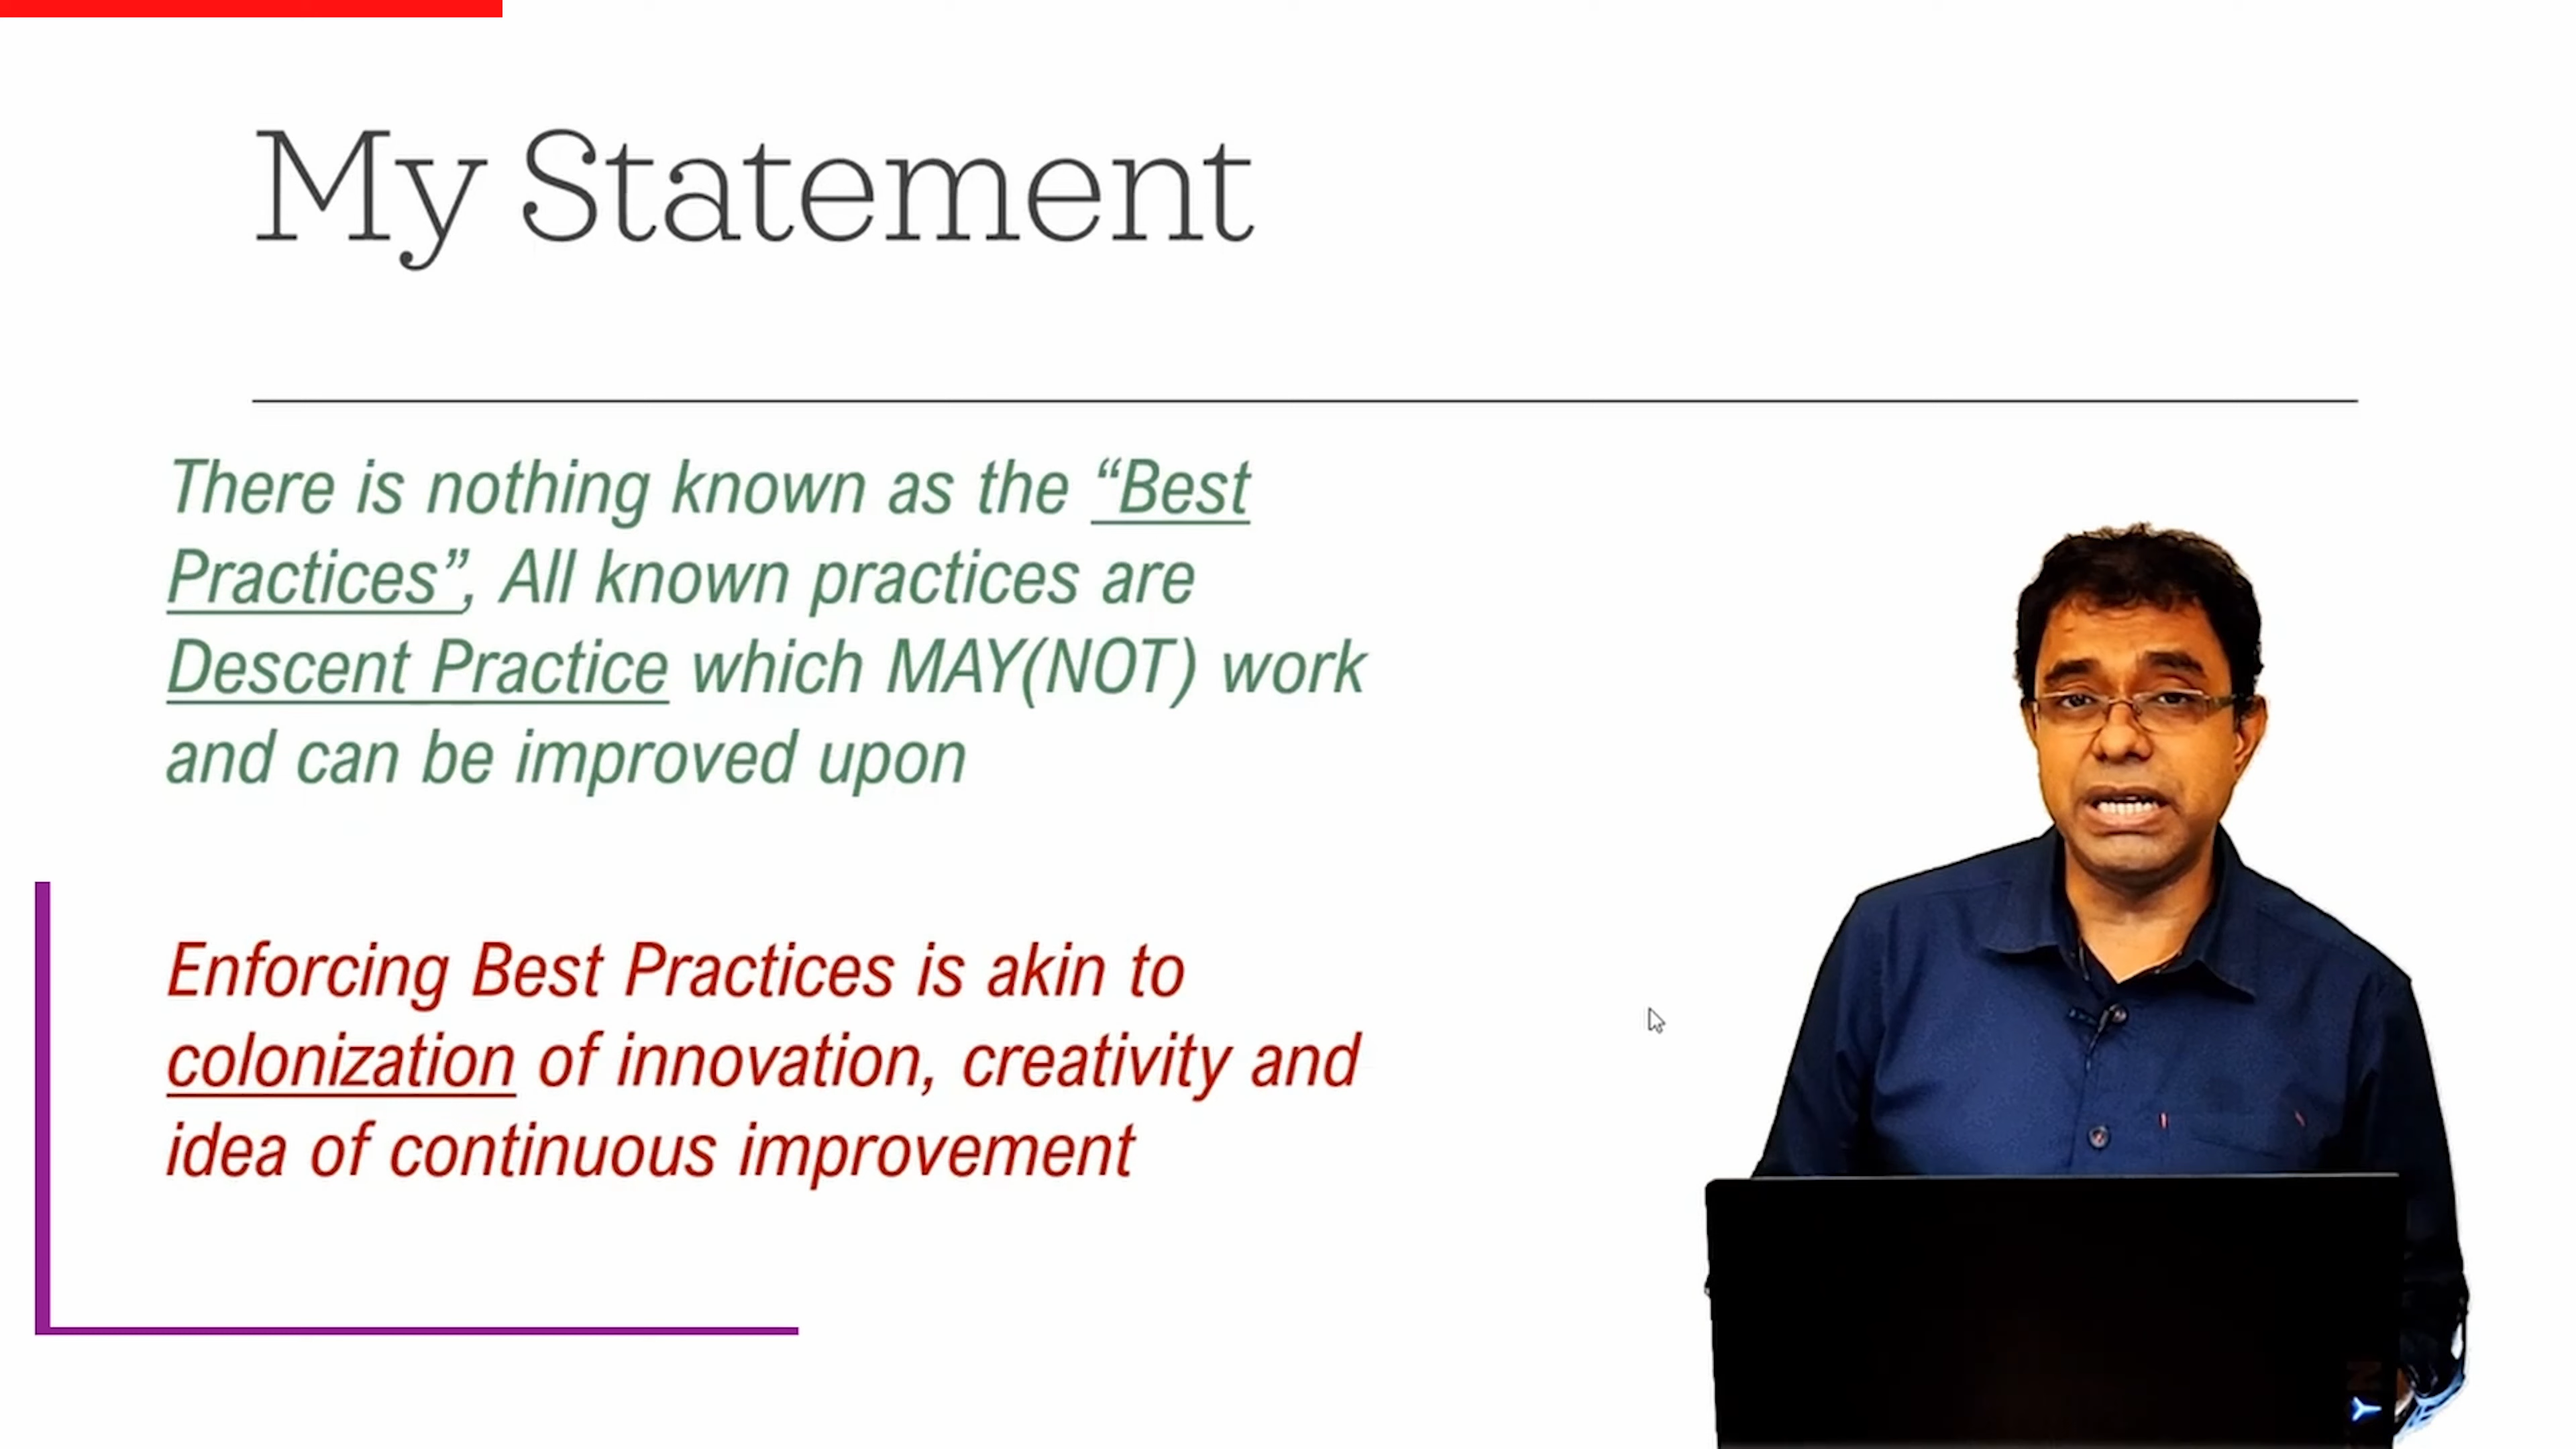 My Statement
There is nothing known as the “Best
Practices”, All known practices are
Descent Practice which MAY(NOT) work
and can be improved upon
Enforcing Best Practices is akin to
colonization of innovation, creativity and
idea of continuous improvement